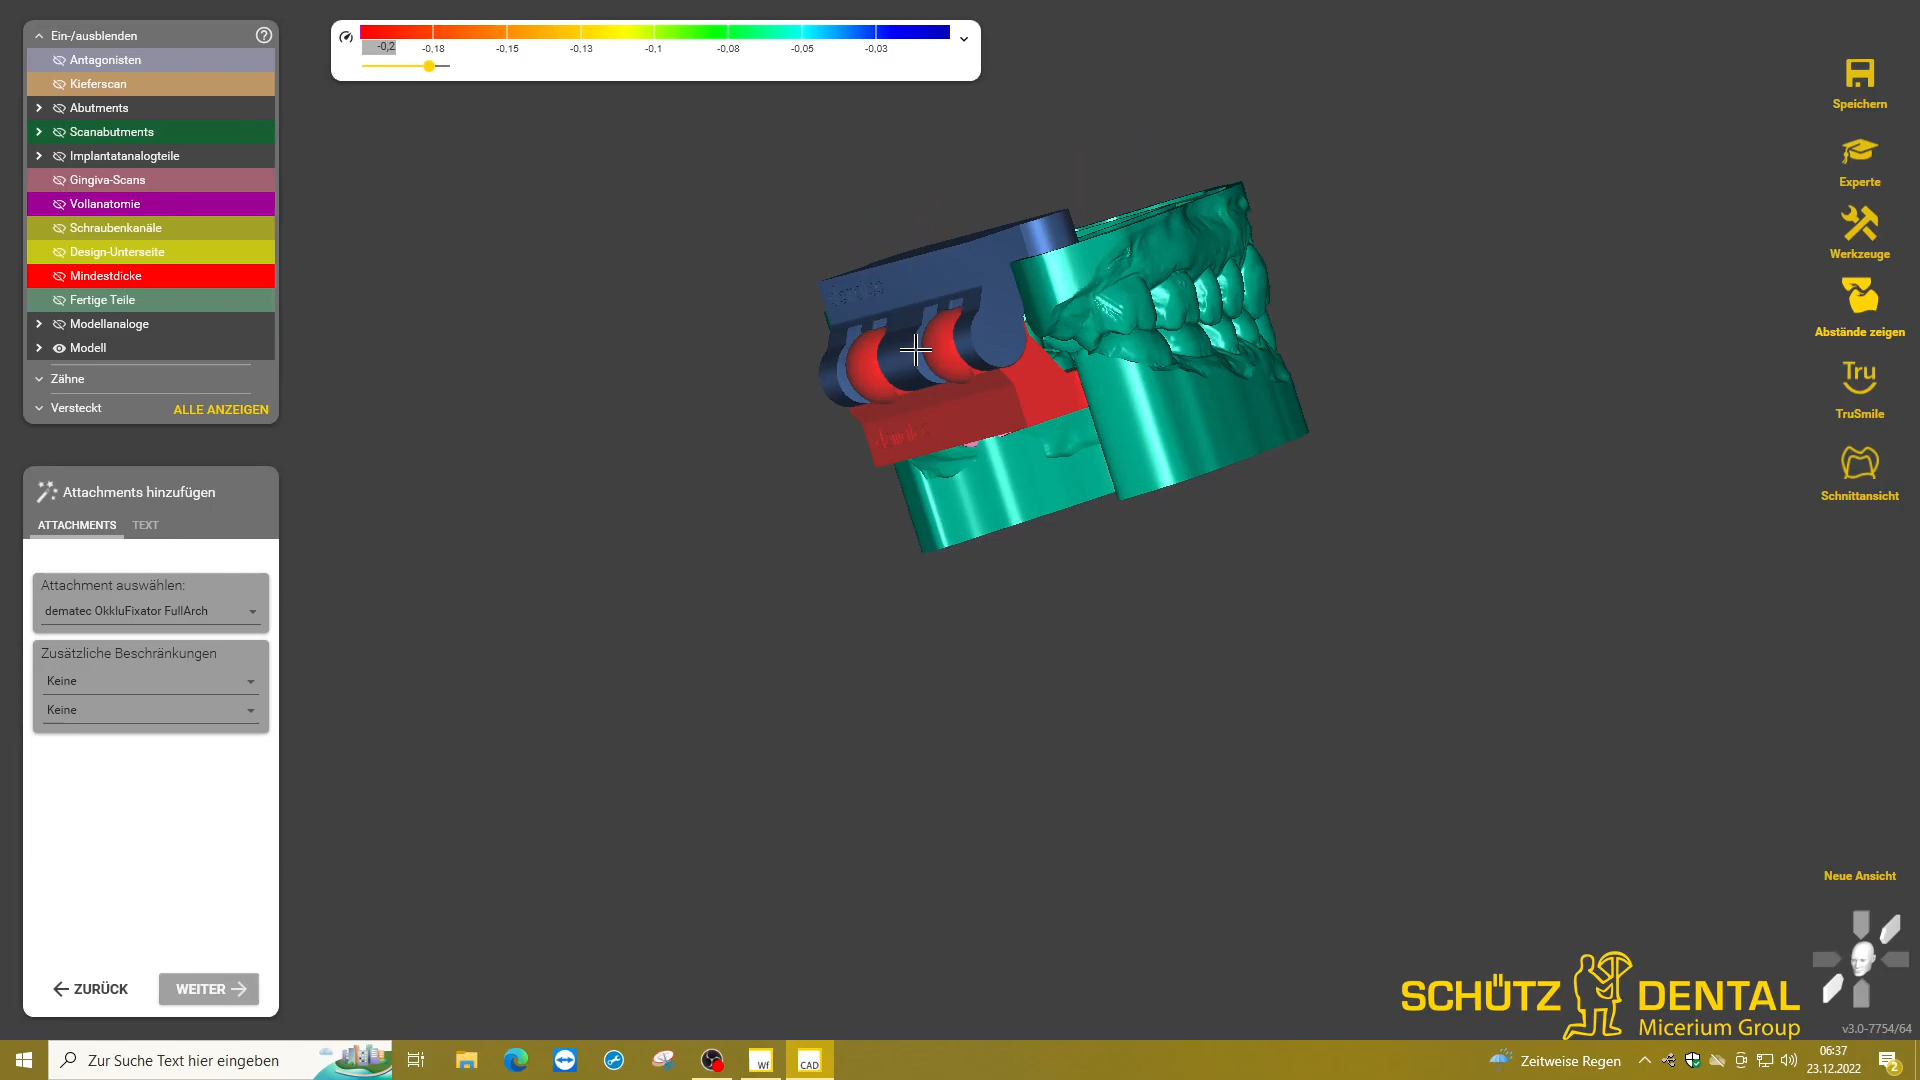 Ein-/ausblenden
Antagonisten
Kieferscan
Abutments
Scanabutments
Implantatanalogteile
Gingiva-Scans
Vollanatomie
Schraubenkanäle
Design-Unterseite
Mindestdicke
Fertige Teile
Modellanaloge
Modell
Zähne
Versteckt
ALLE ANZEIGEN
-0,2 -0,18 -0,15 -0,13 -0,1 -0,08 -0,05 -0,03
Attachments hinzufügen
ATTACHMENTS TEXT
Attachment auswählen:
dematec OkkluFixator FullArch
Zusätzliche Beschränkungen
Keine
Keine
ZURÜCK
WEITER
Speichern
Experte
Werkzeuge
Abstände zeigen
Tru
TruSmile
Schnittansicht
Neue Ansicht
SCHÜTZ DENTAL
Micerium Group
v3.0-7754/64
Zur Suche Text hier eingeben
Wf
CAD
Zeitweise Regen
06:37
23.12.2022
2